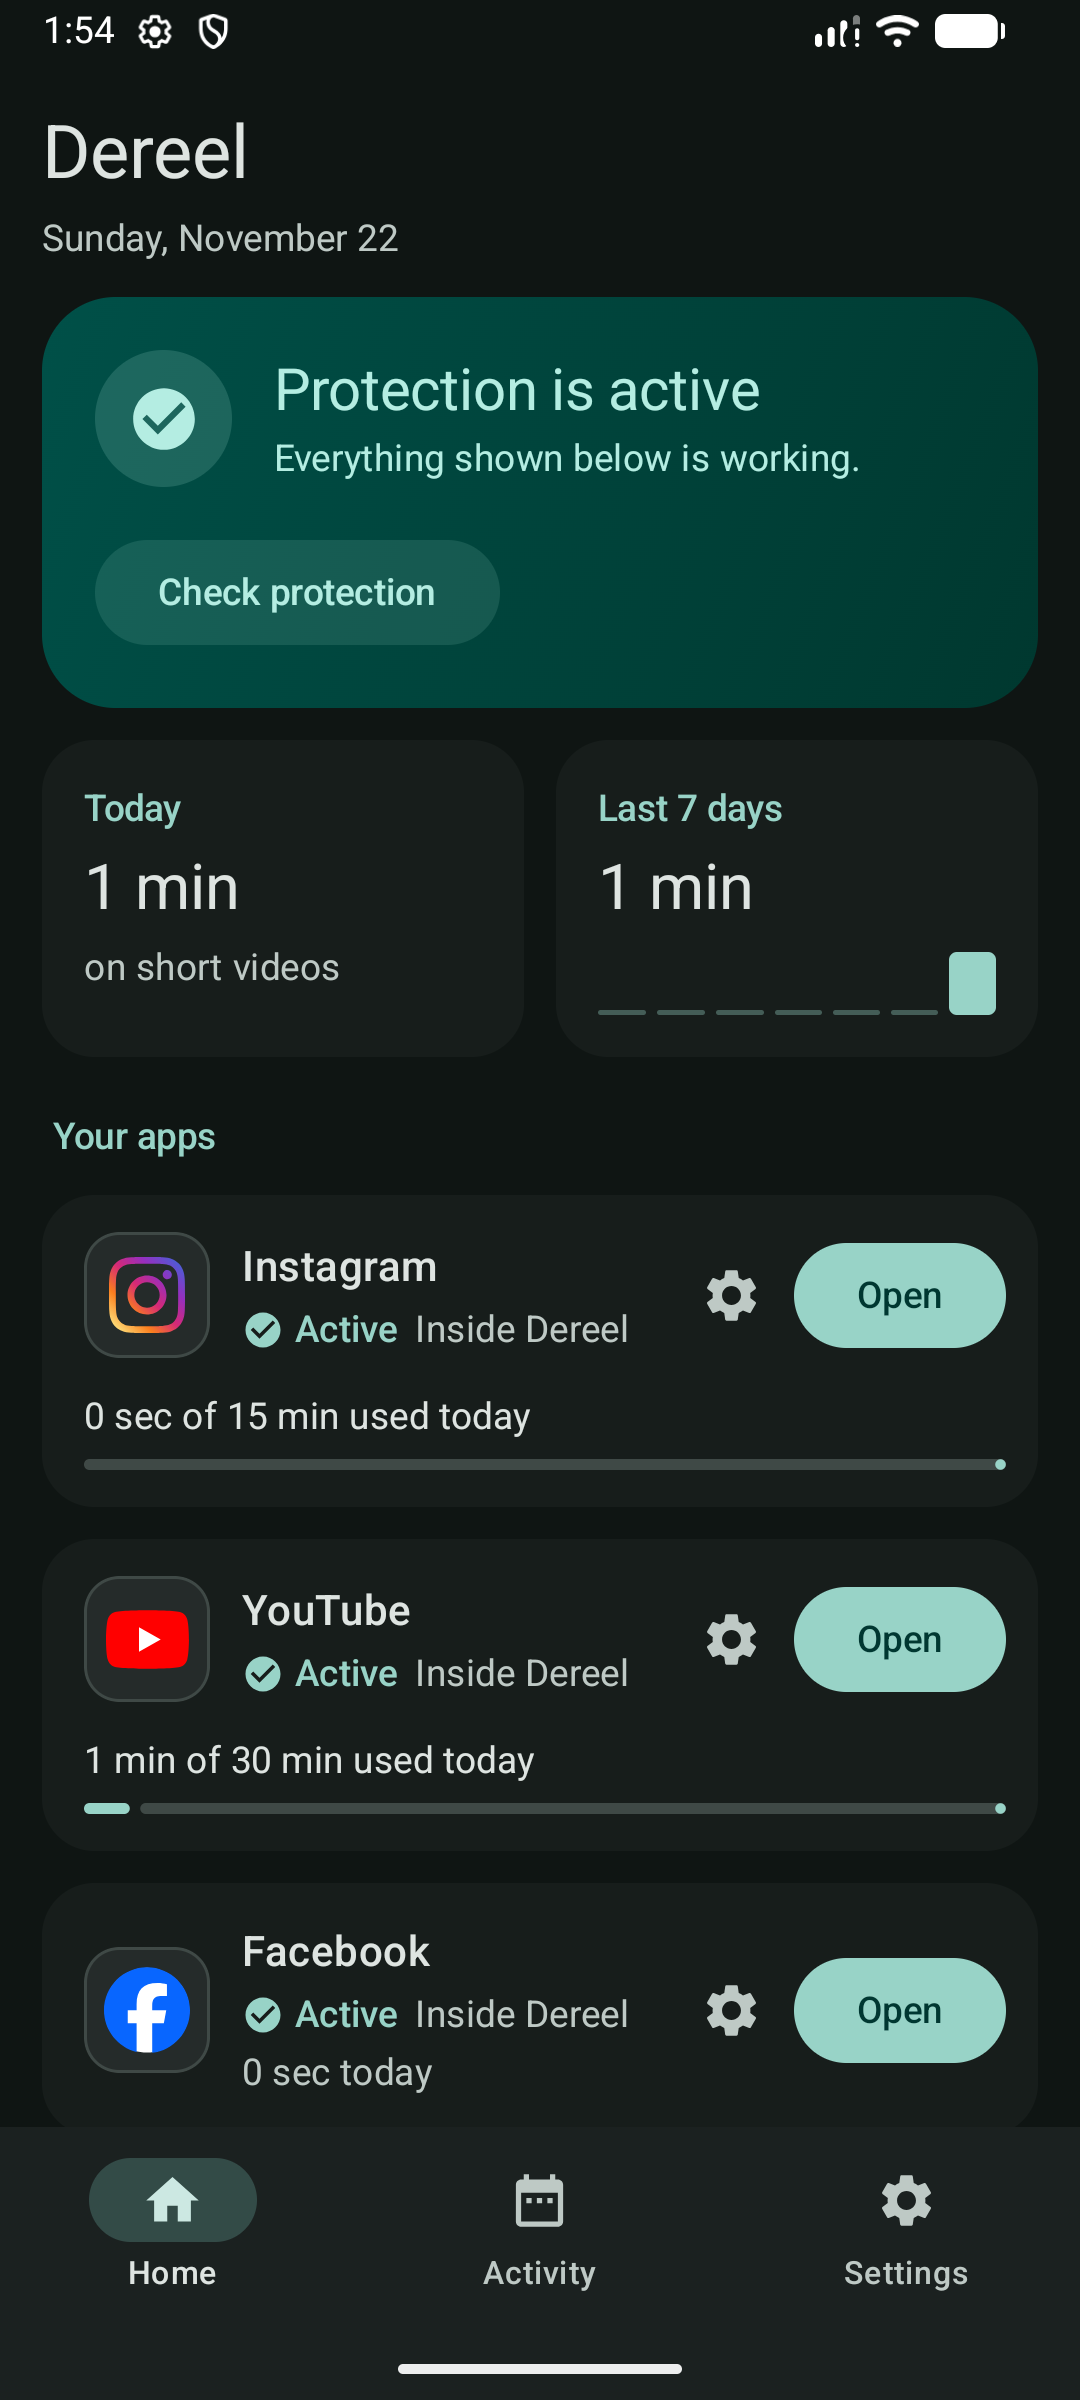 1:54
Dereel
Sunday, November 22
Protection is active
Everything shown below is working.
Check protection
Today
1 min
on short videos
Last 7 days
1 min
Your apps
Instagram
Active Inside Dereel
Open
0 sec of 15 min used today
YouTube
Active Inside Dereel
Open
1 min of 30 min used today
Facebook
Active Inside Dereel
0 sec today
Open
Home
Activity
Settings